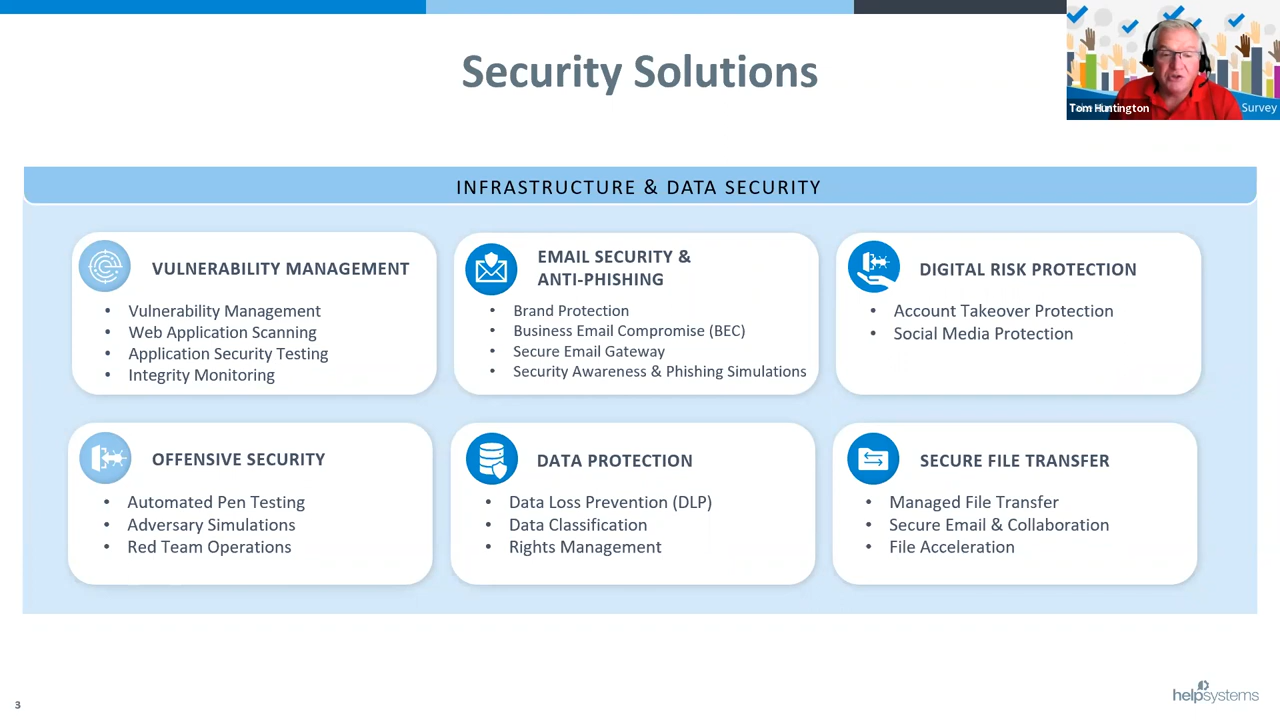 Security Solutions
Tom Huntington
Survey
INFRASTRUCTURE & DATA SECURITY
VULNERABILITY MANAGEMENT
• Vulnerability Management
• Web Application Scanning
• Application Security Testing
• Integrity Monitoring
EMAIL SECURITY &
ANTI-PHISHING
• Brand Protection
• Business Email Compromise (BEC)
• Secure Email Gateway
• Security Awareness & Phishing Simulations
DIGITAL RISK PROTECTION
• Account Takeover Protection
• Social Media Protection
OFFENSIVE SECURITY
• Automated Pen Testing
• Adversary Simulations
• Red Team Operations
DATA PROTECTION
• Data Loss Prevention (DLP)
• Data Classification
• Rights Management
SECURE FILE TRANSFER
• Managed File Transfer
• Secure Email & Collaboration
• File Acceleration
3
helpsystems